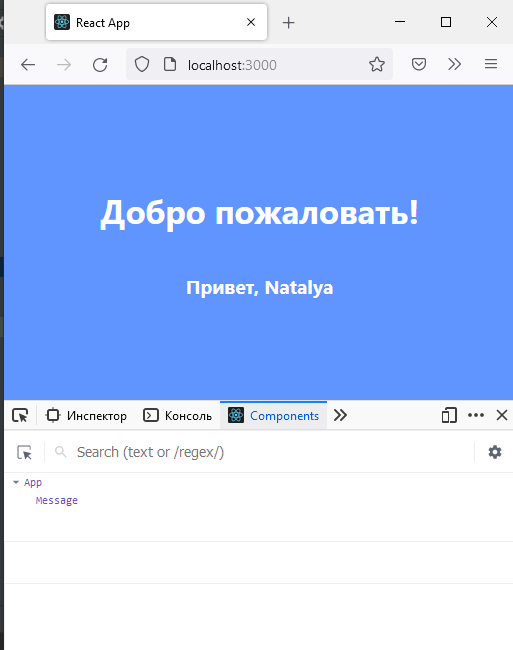 React App
localhost:3000
Добро пожаловать!
Привет, Natalya
Инспектор Консоль Components
Search (text or /regex/)
App
Message